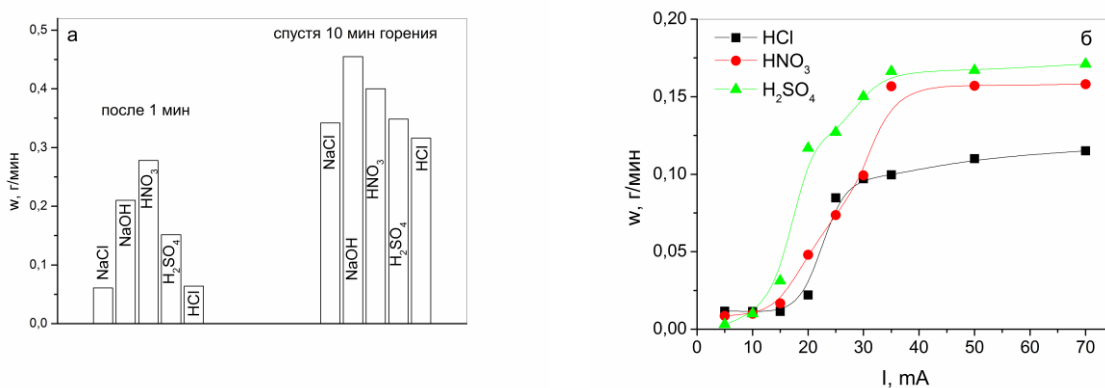 а
спустя 10 мин горения
после 1 мин
w, г/мин
0,5
0,4
0,3
0,2
0,1
0,0
NaCl
NaOH
HNO₃
H₂SO₄
HCl
NaCl
NaOH
HNO₃
H₂SO₄
HCl
б
HCl
HNO₃
H₂SO₄
w, г/мин
0,20
0,15
0,10
0,05
0,00
0 10 20 30 40 50 60 70
I, mA